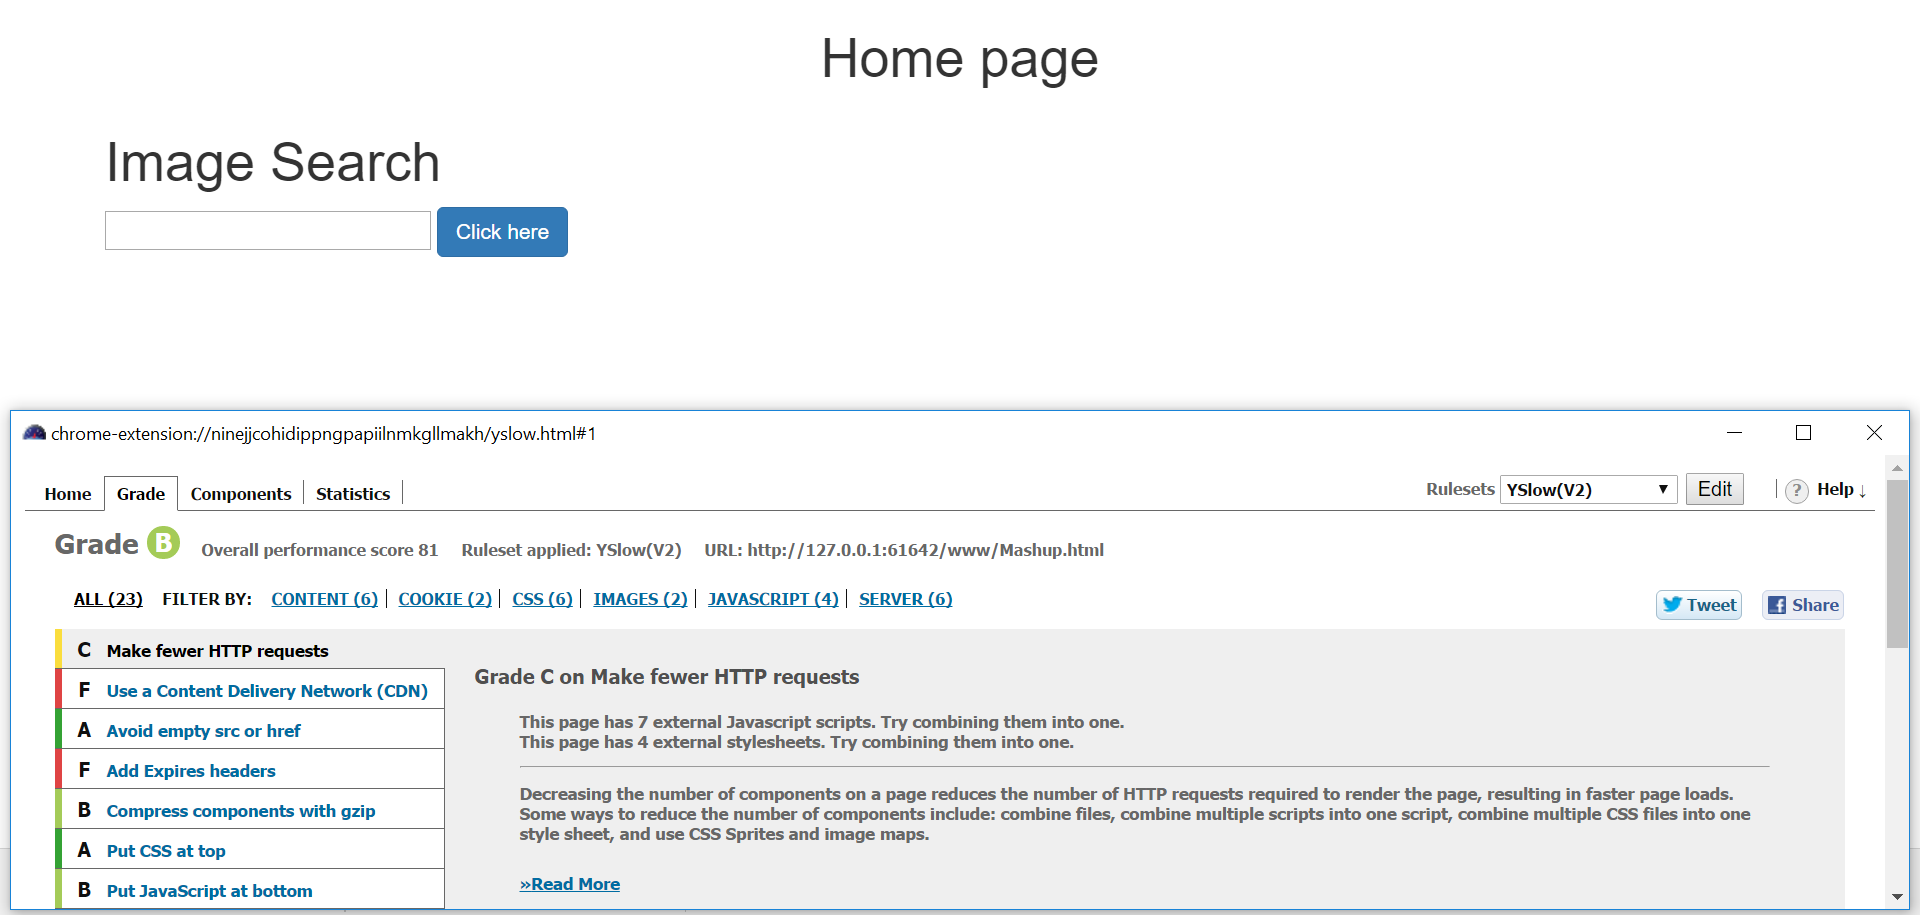 Home page
Image Search
Click here
chrome-extension://ninejjcohidippngpapiilnmkgllmakh/yslow.html#1
Home Grade Components Statistics Rulesets YSlow(V2) ▼ Edit ? Help ↓
Grade B Overall performance score 81 Ruleset applied: YSlow(V2) URL: http://127.0.0.1:61642/www/Mashup.html
ALL (23) FILTER BY: CONTENT (6) COOKIE (2) CSS (6) IMAGES (2) JAVASCRIPT (4) SERVER (6)
Tweet Share
C Make fewer HTTP requests
F Use a Content Delivery Network (CDN)
A Avoid empty src or href
F Add Expires headers
B Compress components with gzip
A Put CSS at top
B Put JavaScript at bottom
Grade C on Make fewer HTTP requests
This page has 7 external Javascript scripts. Try combining them into one.
This page has 4 external stylesheets. Try combining them into one.
Decreasing the number of components on a page reduces the number of HTTP requests required to render the page, resulting in faster page loads.
Some ways to reduce the number of components include: combine files, combine multiple scripts into one script, combine multiple CSS files into one
style sheet, and use CSS Sprites and image maps.
»Read More